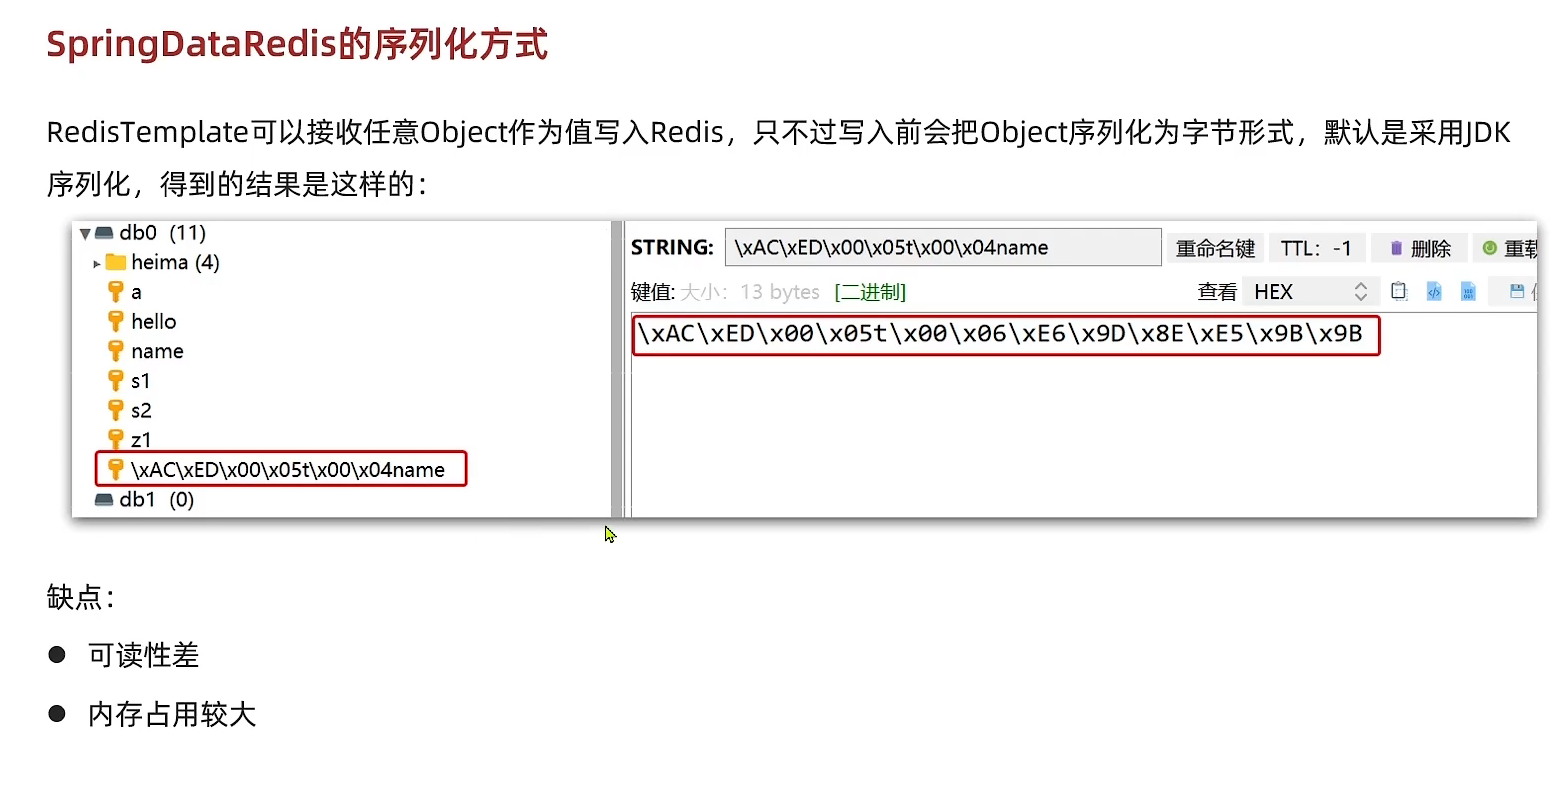 SpringDataRedis的序列化方式
RedisTemplate可以接收任意Object作为值写入Redis，只不过写入前会把Object序列化为字节形式，默认是采用JDK
序列化，得到的结果是这样的：
db0 (11)
heima (4)
a
hello
name
s1
s2
z1
\xAC\xED\x00\x05t\x00\x04name
db1 (0)
STRING: \xAC\xED\x00\x05t\x00\x04name 重命名键 TTL: -1 删除 重载
键值: 大小: 13 bytes [二进制] 查看 HEX
\xAC\xED\x00\x05t\x00\x06\xE6\x9D\x8E\xE5\x9B\x9B
缺点：
● 可读性差
● 内存占用较大